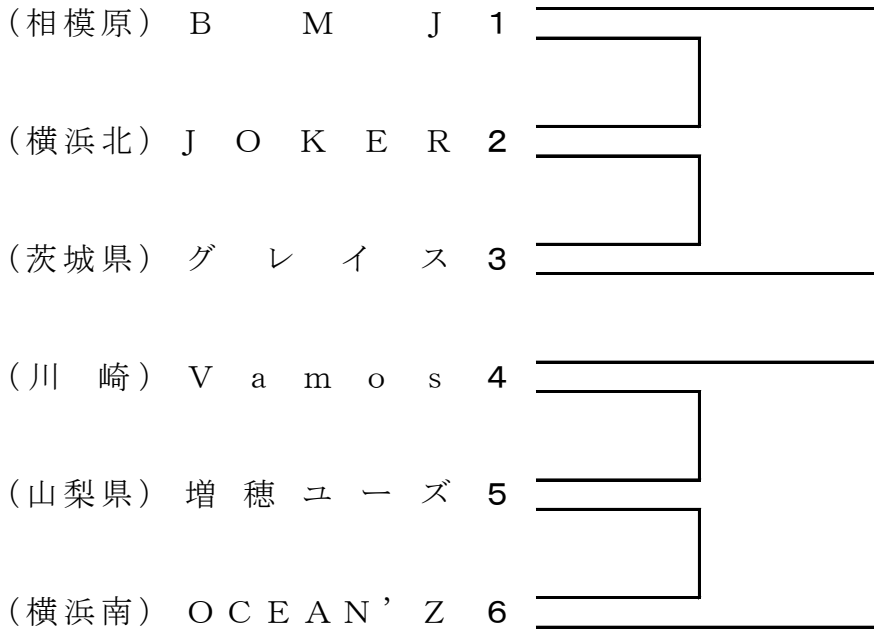 (相模原) B M J 1
(横浜北) J O K E R 2
(茨城県) グ レ イ ス 3
(川 崎) V a m o s 4
(山梨県) 増 穂 ユ ー ズ 5
(横浜南) O C E A N ’ Z 6